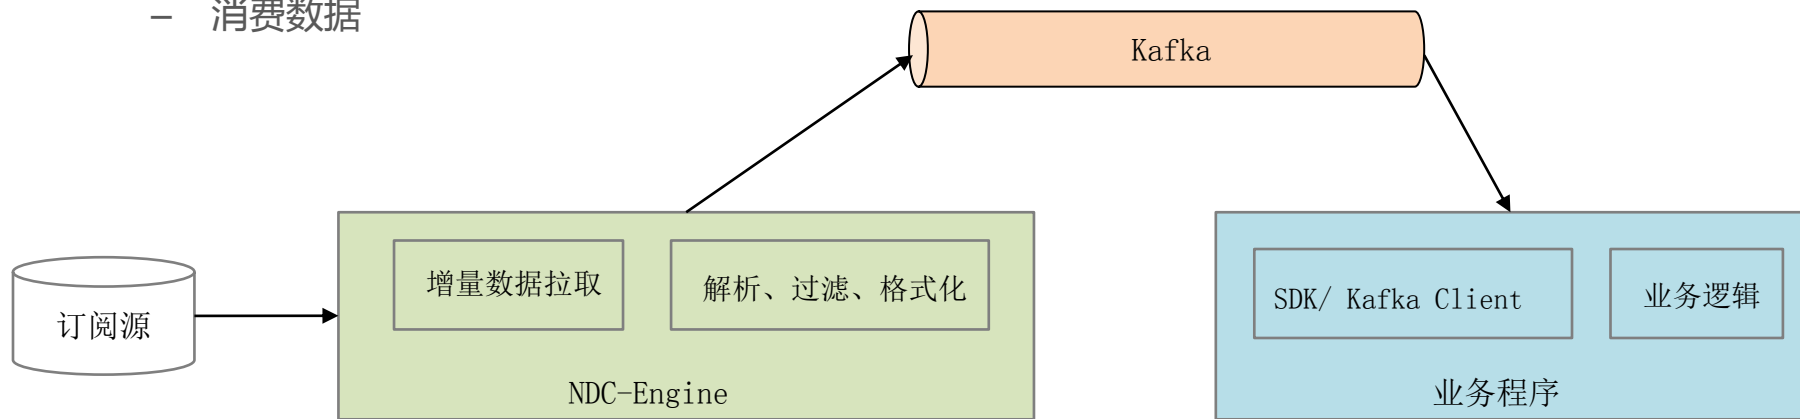 – 消费数据
Kafka
订阅源
增量数据拉取
解析、过滤、格式化
NDC-Engine
SDK/ Kafka Client
业务逻辑
业务程序